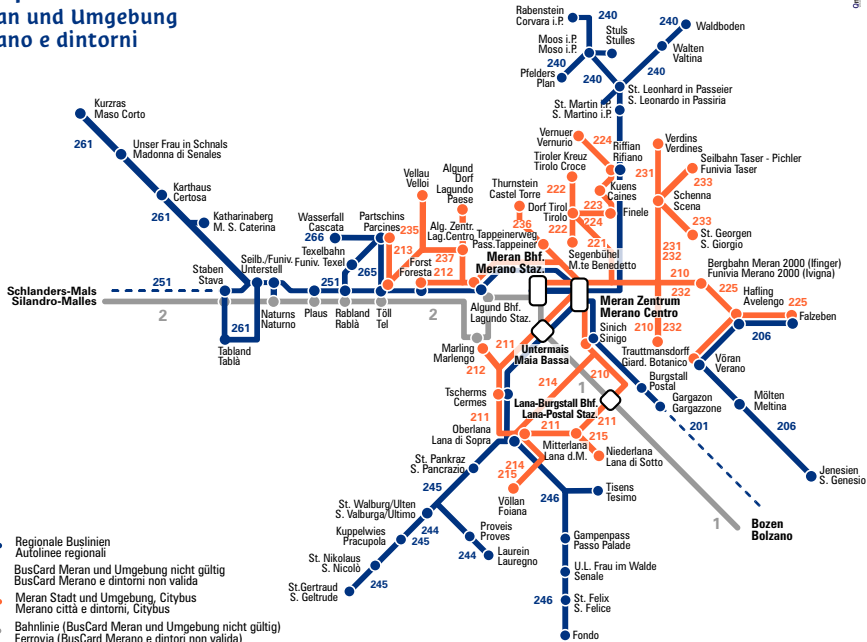 an und Umgebung
rano e dintorni
Rabenstein
Corvara i.P.
240
240
Waldboden
Moos i.P.
Moso i.P.
Stuls
Stulles
Walten
Valtina
240
240
240
Pfelders
Plan
St. Leonhard in Passeier
S. Leonardo in Passiria
St. Martin i.P.
S. Martino i.P.
Kurzras
Maso Corto
261
Unser Frau in Schnals
Madonna di Senales
Vernuer
Vernurio
224
Riffian
Rifiano
Verdins
Verdines
Tiroler Kreuz
Tirolo Croce
231
Seilbahn Taser - Pichler
Funivia Taser
233
Karthaus
Certosa
261
Katharinaberg
M. S. Caterina
Vellau
Velloi
Algund
Dorf
Lagundo
Paese
Thurnstein
Castel Torre
222
Kuens
Caines
Schenna
Scena
Dorf Tirol
Tirolo
223
224
Finele
233
St. Georgen
S. Giorgio
Wasserfall
Cascata
266
Partschins
Parcines
235
213
Alg. Zentr.
Lag.Centro
236
Tappeinerweg
Pass.Tappeiner
222
221
231
232
Segenbühel
M.te Benedetto
Texelbahn
Funiv. Texel
265
Forst
Foresta
237
212
Meran Bhf.
Merano Staz.
Bergbahn Meran 2000 (Ifinger)
Funivia Merano 2000 (Ivigna)
210
232
Staben
Stava
Seilb./Funiv.
Unterstell
Schlanders-Mals
Silandro-Malles
251
251
2
2
Naturns
Naturno
Plaus
Rabland
Rablà
Töll
Tel
Algund Bhf.
Lagundo Staz.
Meran Zentrum
Merano Centro
Hafling
Avelengo
225
Falzeben
225
206
261
Tabland
Tablà
Marling
Marlengo
212
211
Untermais
Maia Bassa
Sinich
Sinigo
210
232
Trauttmansdorff
Giard. Botanico
Vöran
Verano
214
1
210
Burgstall
Postal
Tscherms
Cermes
211
Lana-Burgstall Bhf.
Lana-Postal Staz.
Gargazon
Gargazzone
201
Mölten
Meltina
206
Oberlana
Lana di Sopra
211
211
215
Mitterlana
Lana d.M.
Niederlana
Lana di Sotto
214
215
Völlan
Foiana
St. Pankraz
S. Pancrazio
245
Jenesien
S. Genesio
246
Tisens
Tesimo
St. Walburg/Ulten
S. Valburga/Ultimo
244
245
Kuppelwies
Pracupola
Proveis
Proves
244
Laurein
Lauregno
1
Bozen
Bolzano
Gampenpass
Passo Palade
St. Nikolaus
S. Nicolò
245
St.Gertraud
S. Geltrude
U.L. Frau im Walde
Senale
246
St. Felix
S. Felice
Fondo
Regionale Buslinien
Autolinee regionali
BusCard Meran und Umgebung nicht gültig
BusCard Merano e dintorni non valida
Meran Stadt und Umgebung, Citybus
Merano città e dintorni, Citybus
Bahnlinie (BusCard Meran und Umgebung nicht gültig)
Ferrovia (BusCard Merano e dintori non valida)